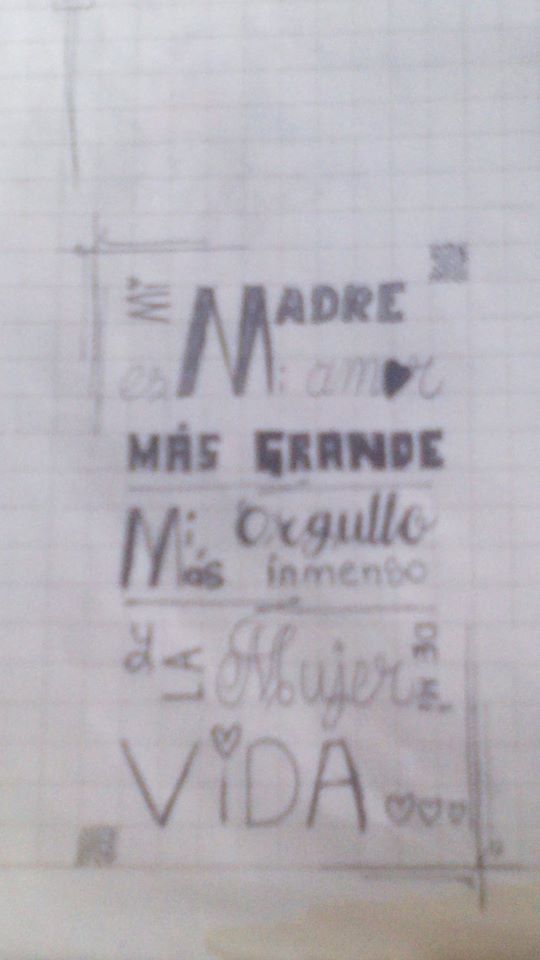 Mi MADRE
es Mi amor
MÁS GRANDE
Mi Orgullo
Más inmenso
Y LA Mujer DE MI
ViDA